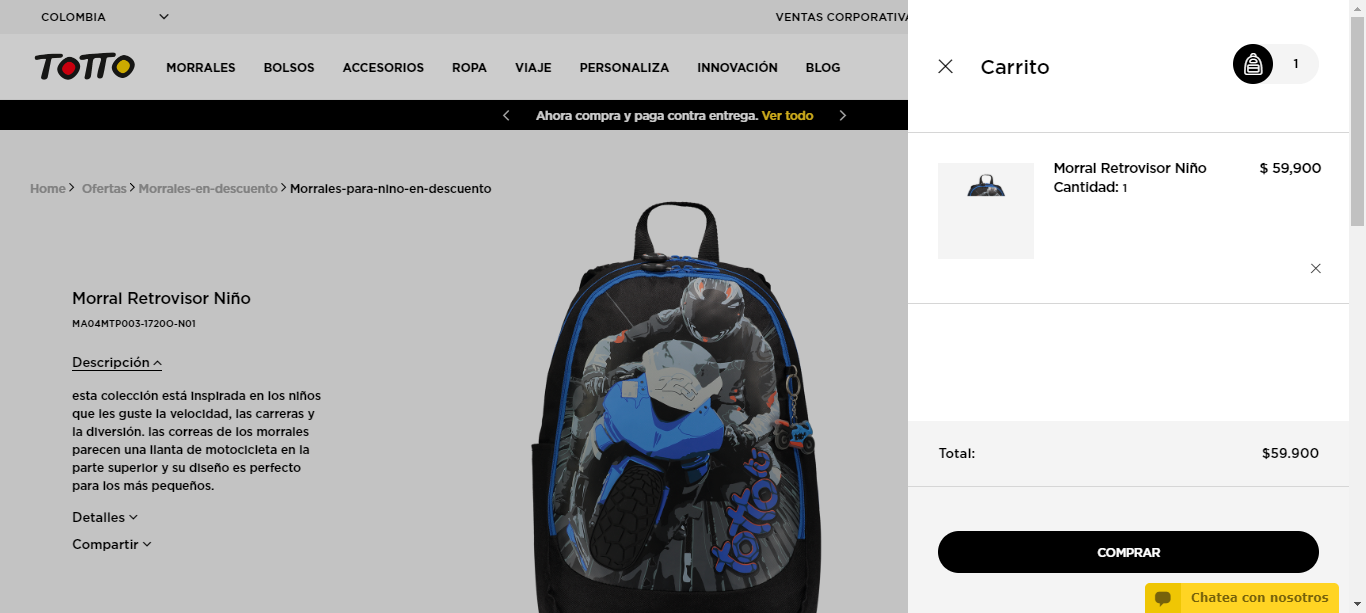 COLOMBIA
VENTAS CORPORATIVA
TOTTO
MORRALES
BOLSOS
ACCESORIOS
ROPA
VIAJE
PERSONALIZA
INNOVACIÓN
BLOG
Ahora compra y paga contra entrega. Ver todo
Home
Ofertas
Morrales-en-descuento
Morrales-para-nino-en-descuento
Morral Retrovisor Niño
MA04MTP003-1720O-N01
Descripción
esta colección está inspirada en los niños
que les guste la velocidad, las carreras y
la diversión. las correas de los morrales
parecen una llanta de motocicleta en la
parte superior y su diseño es perfecto
para los más pequeños.
Detalles
Compartir
totto
Carrito
1
Morral Retrovisor Niño
$ 59,900
Cantidad: 1
Total:
$59.900
COMPRAR
Chatea con nosotros